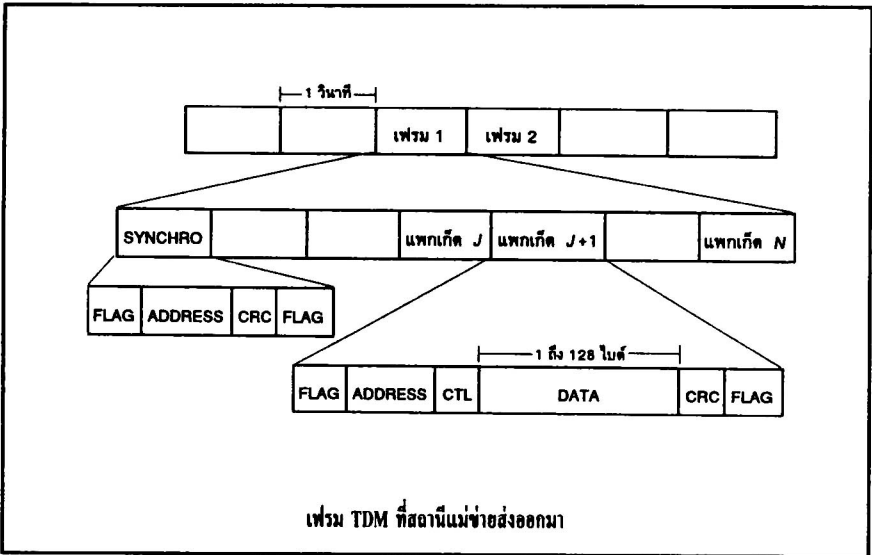 1 วินาที
เฟรม 1 เฟรม 2
SYNCHRO แพกเก็ต J แพกเก็ต J+1 แพกเก็ต N
FLAG ADDRESS CRC FLAG
1 ถึง 128 ไบต์
FLAG ADDRESS CTL DATA CRC FLAG
เฟรม TDM ที่สถานีแม่ข่ายส่งออกมา